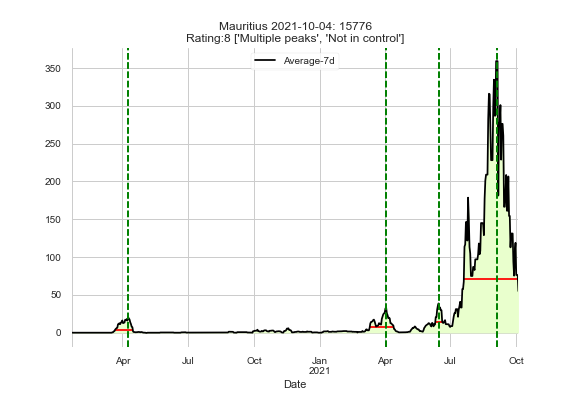 Mauritius 2021-10-04: 15776
Rating:8 ['Multiple peaks', 'Not in control']
Average-7d
350
300
250
200
150
100
50
0
Apr
Jul
Oct
Jan
2021
Apr
Jul
Oct
Date